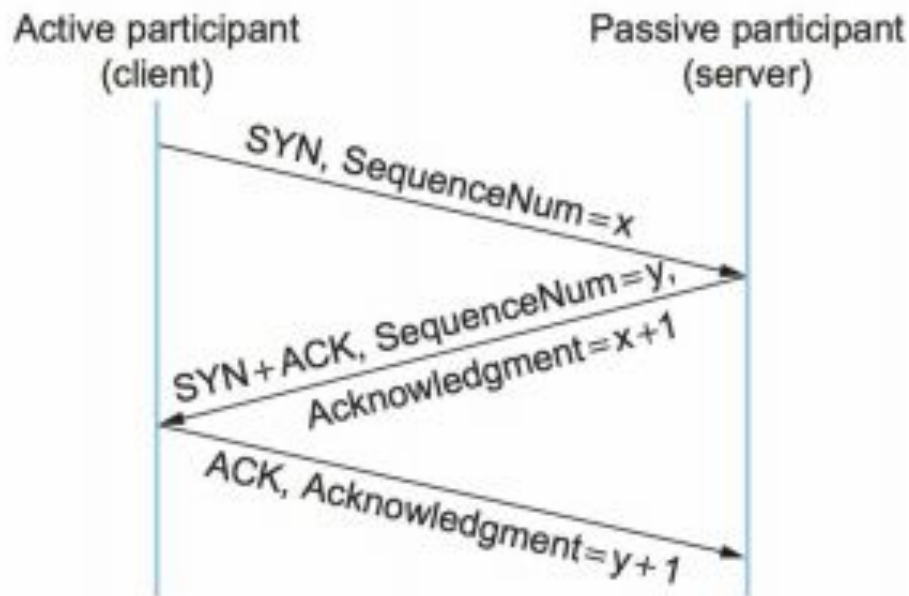 Active participant
(client)
Passive participant
(server)
SYN, SequenceNum=x
SYN+ACK, SequenceNum=y,
Acknowledgment=x+1
ACK, Acknowledgment=y+1